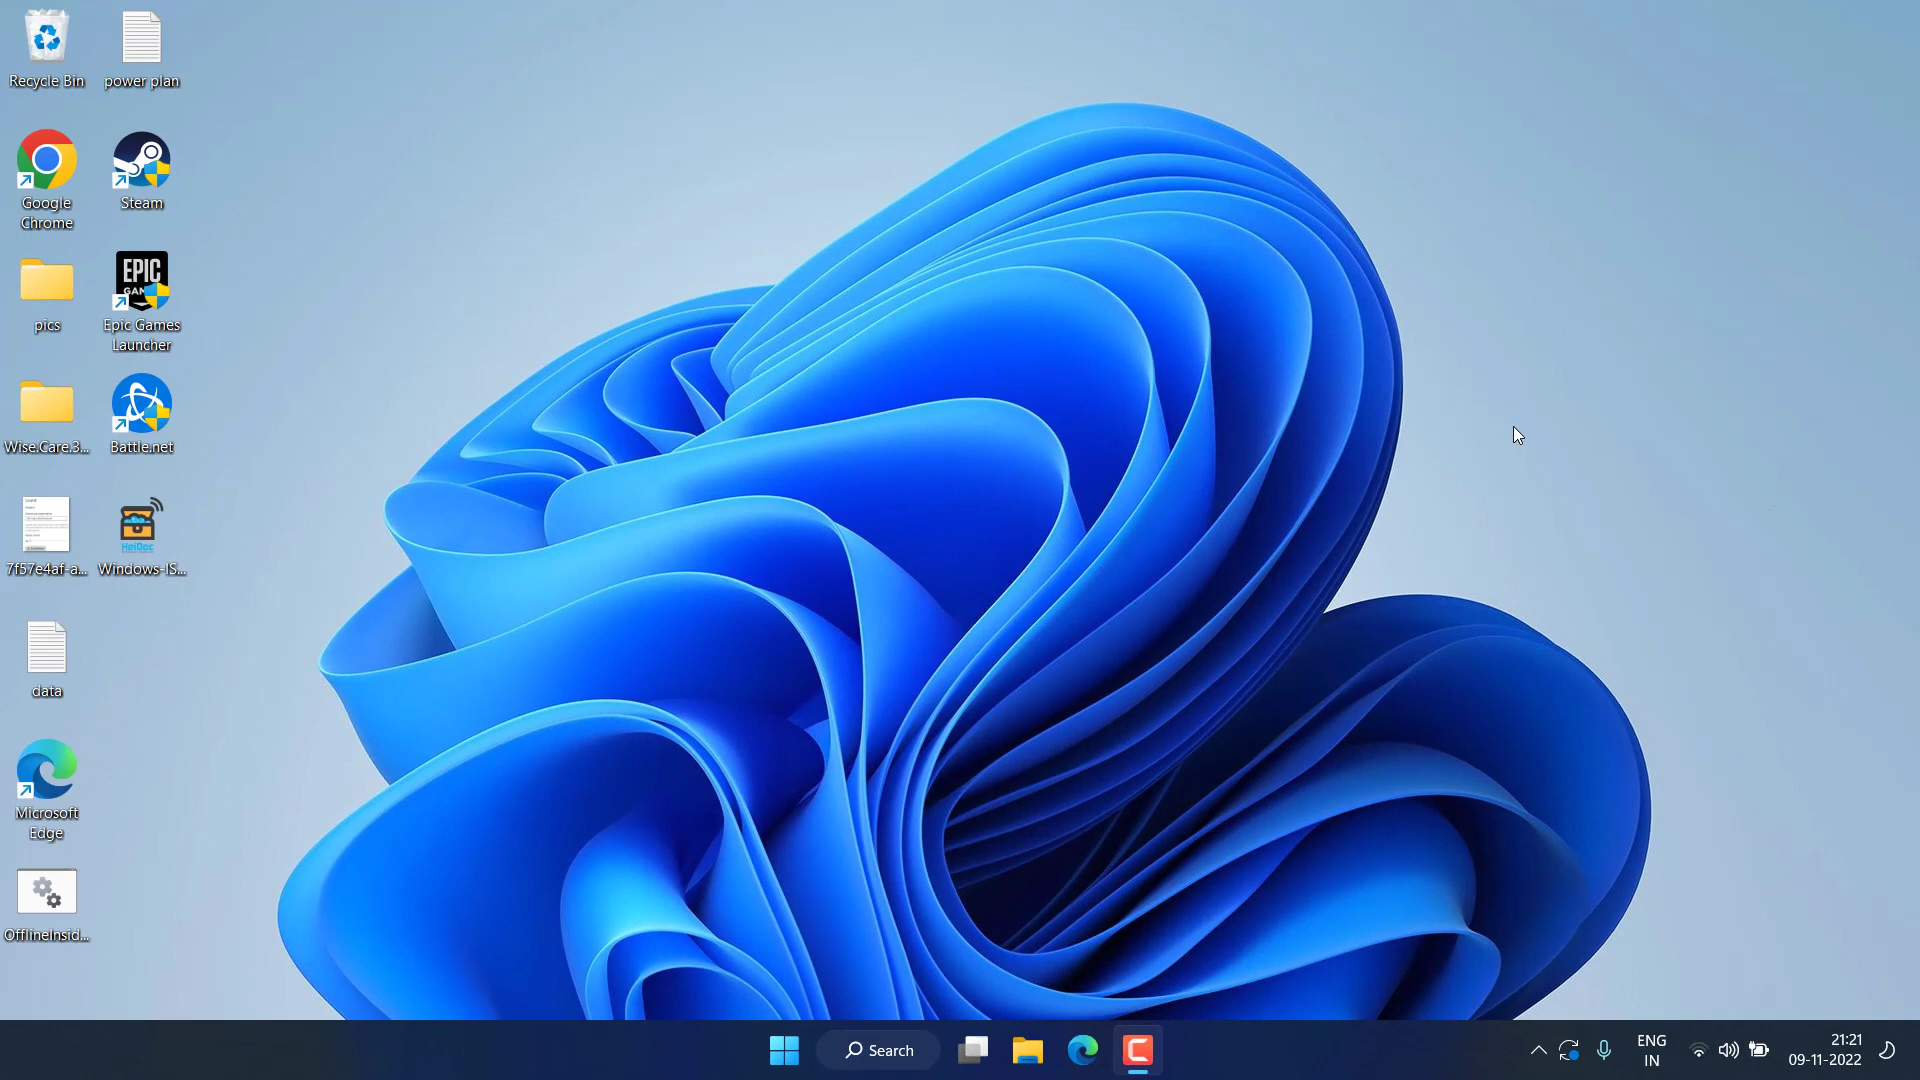 Recycle Bin
power plan
Google
Chrome
Steam
pics
EPIC
Epic Games
Launcher
Wise.Care.3...
Battle.net
7f57e4af-a...
HeiDoc
Windows-IS...
data
Microsoft
Edge
OfflineInsid...
Search
ENG
IN
21:21
09-11-2022